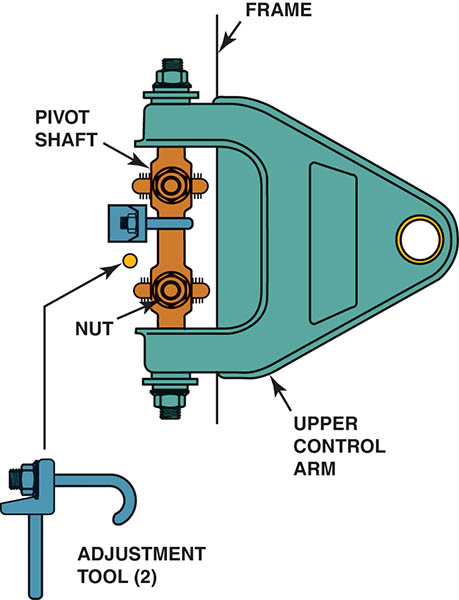 FRAME
PIVOT
SHAFT
NUT
UPPER
CONTROL
ARM
ADJUSTMENT
TOOL (2)